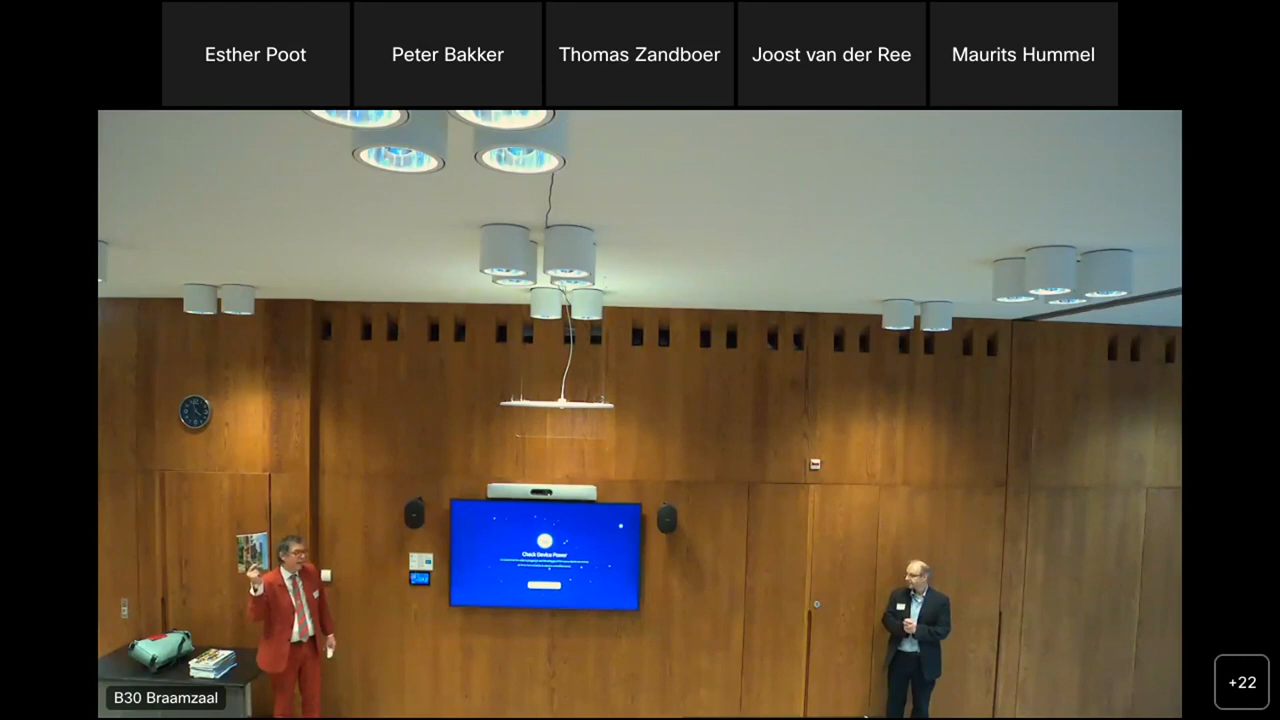 Esther Poot
Peter Bakker
Thomas Zandboer
Joost van der Ree
Maurits Hummel
Check Device Power
B30 Braamzaal
+22